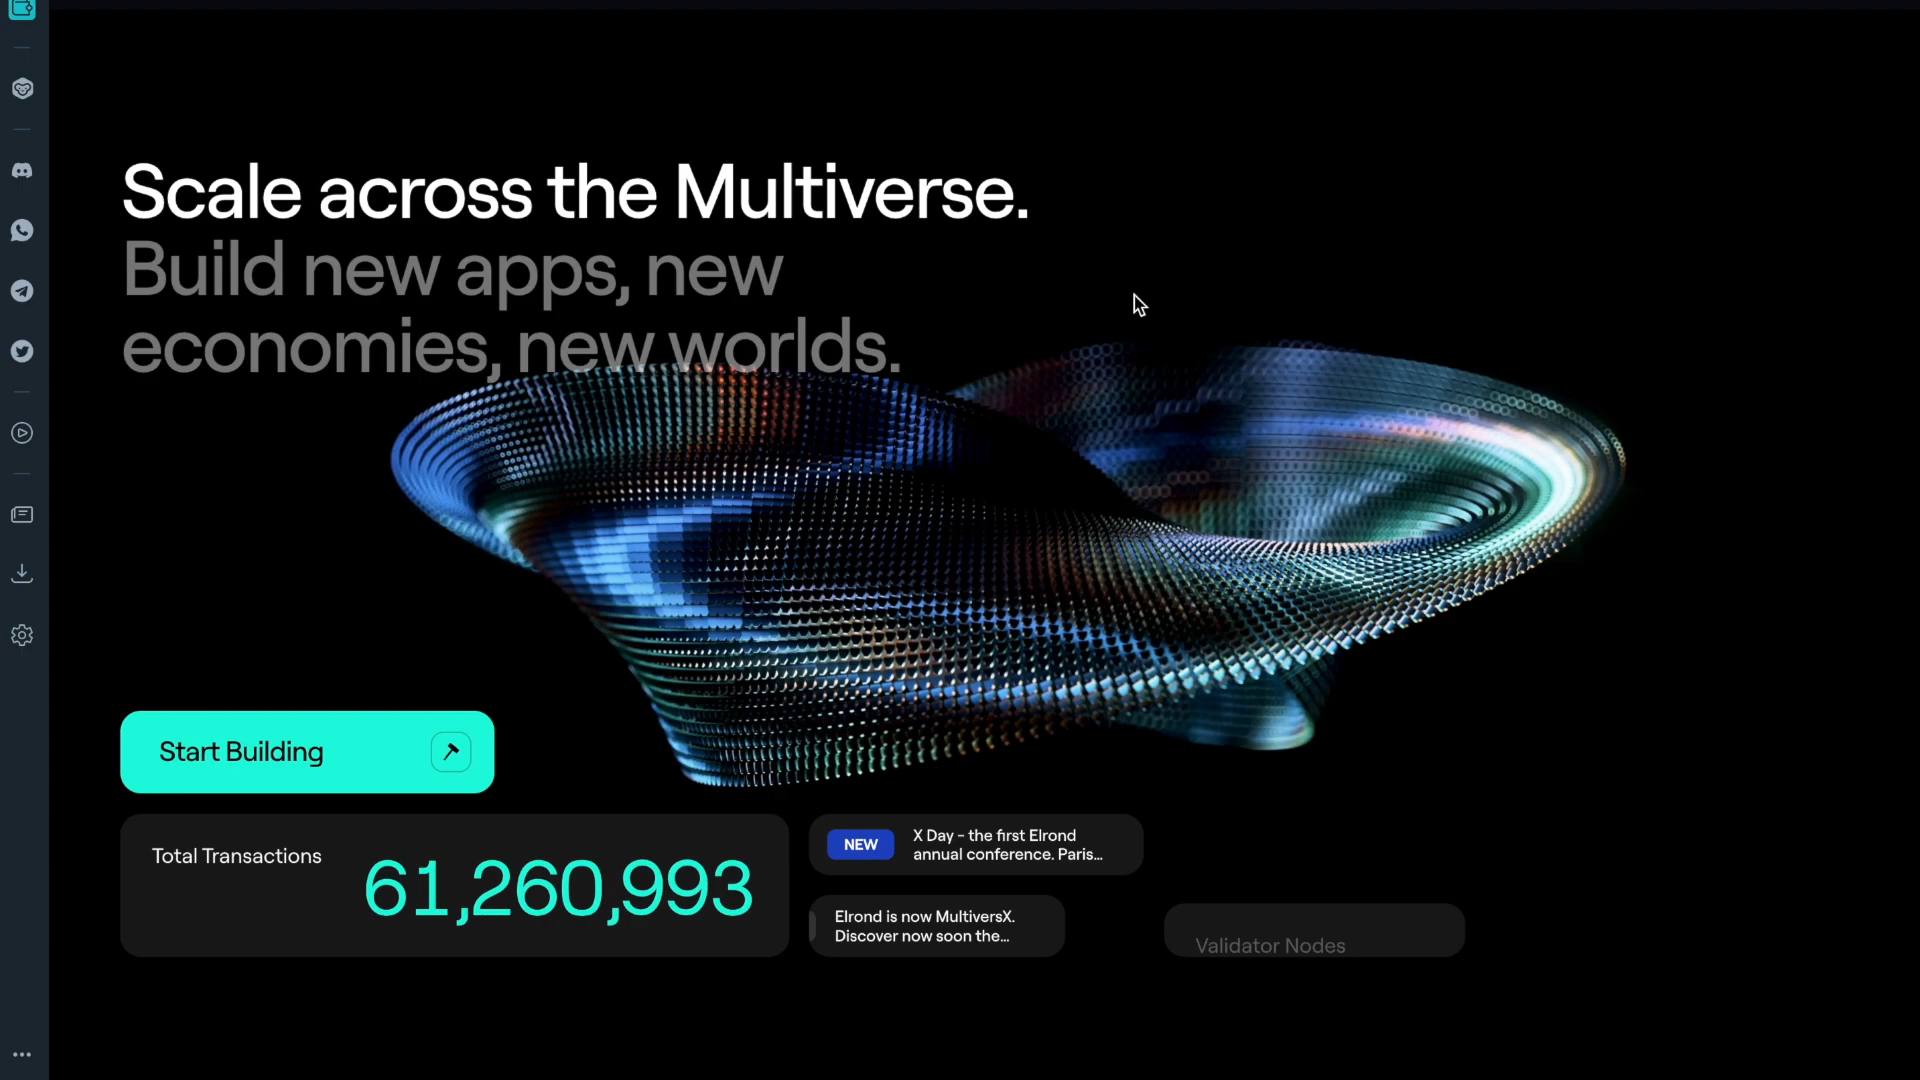 Scale across the Multiverse.
Build new apps, new
economies, new worlds.
Start Building
Total Transactions
61,260,993
NEW
X Day - the first Elrond
annual conference. Paris...
Elrond is now MultiversX.
Discover now soon the...
Validator Nodes